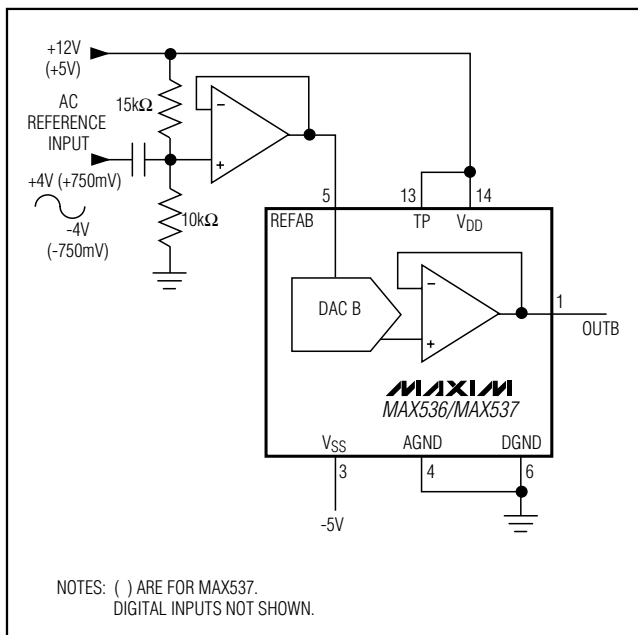 +12V
(+5V)
AC
REFERENCE
INPUT
15kΩ
+4V (+750mV)
-4V
(-750mV)
10kΩ
−
+
5
13
14
REFAB
TP
VDD
DAC B
−
+
1
OUTB
MAXIM
MAX536/MAX537
VSS
AGND
DGND
3
4
6
-5V
NOTES: ( ) ARE FOR MAX537.
DIGITAL INPUTS NOT SHOWN.